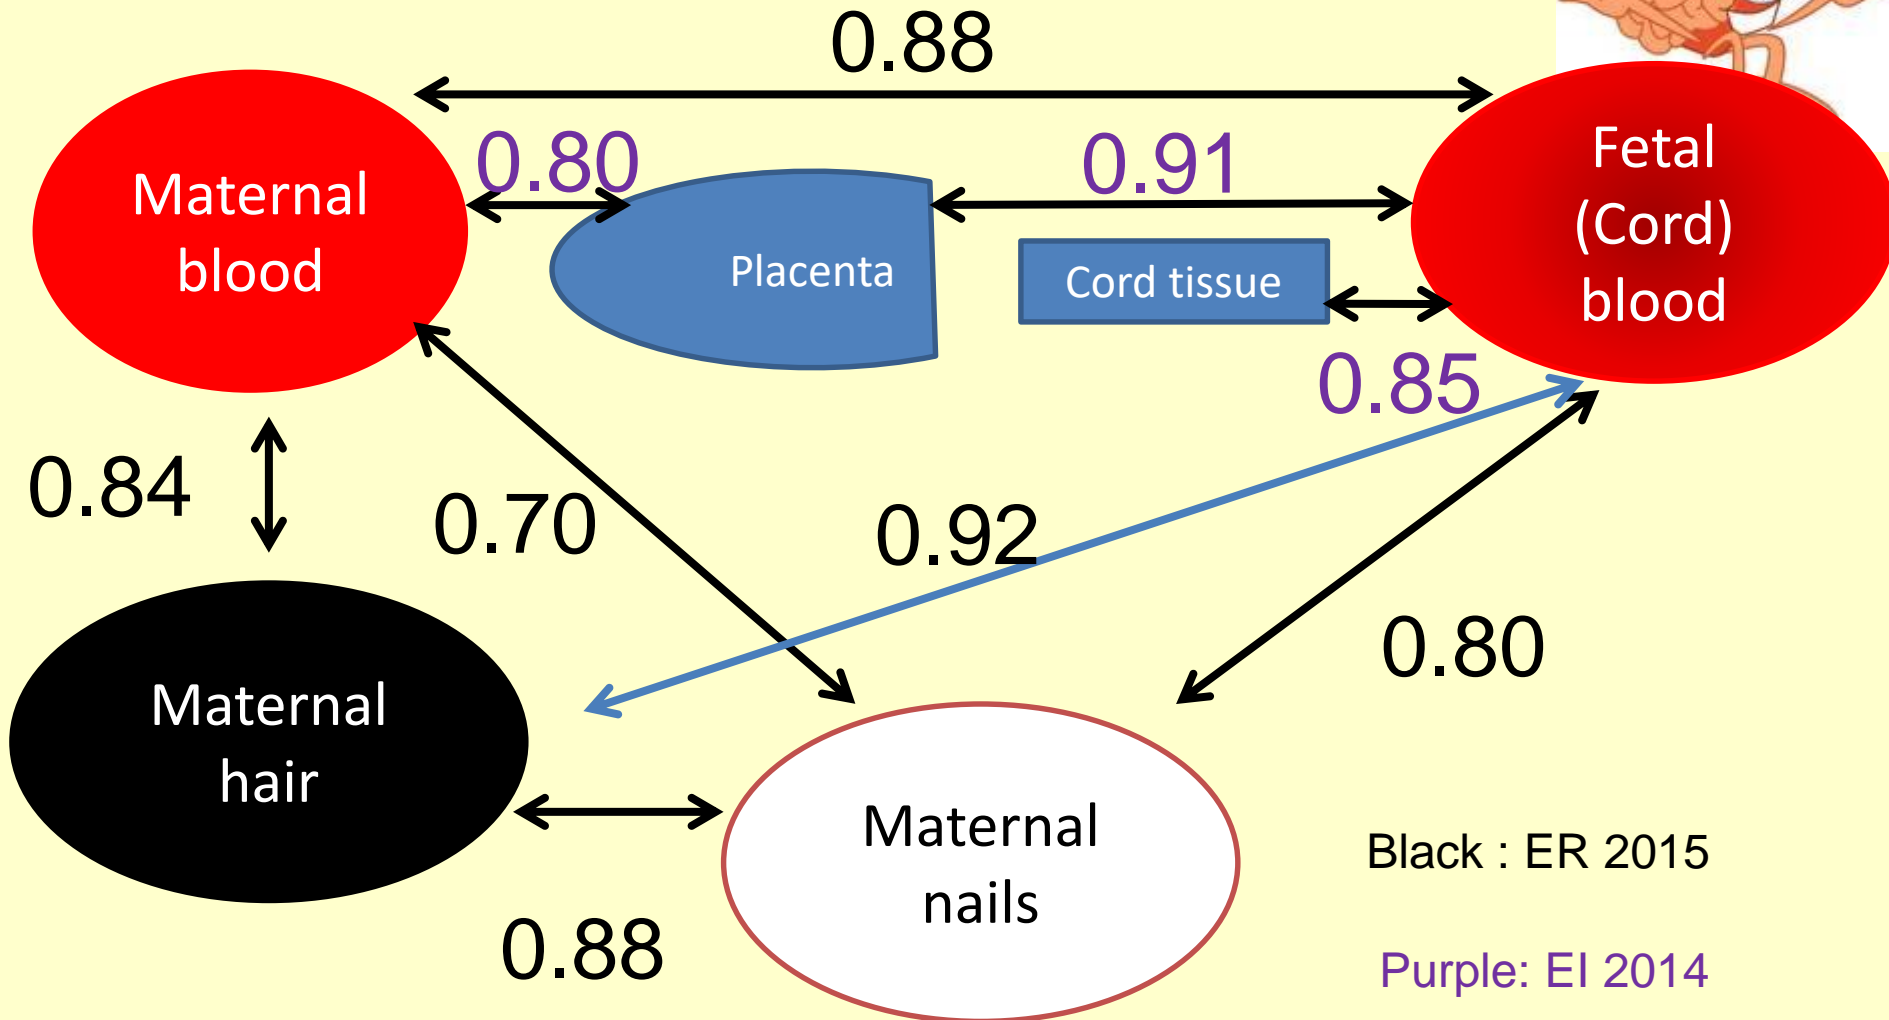 0.88
0.80
0.91
Maternal
blood
Placenta
Cord tissue
Fetal
(Cord)
blood
0.85
0.84
0.70
0.92
0.80
Maternal
hair
Maternal
nails
0.88
Black : ER 2015
Purple: EI 2014